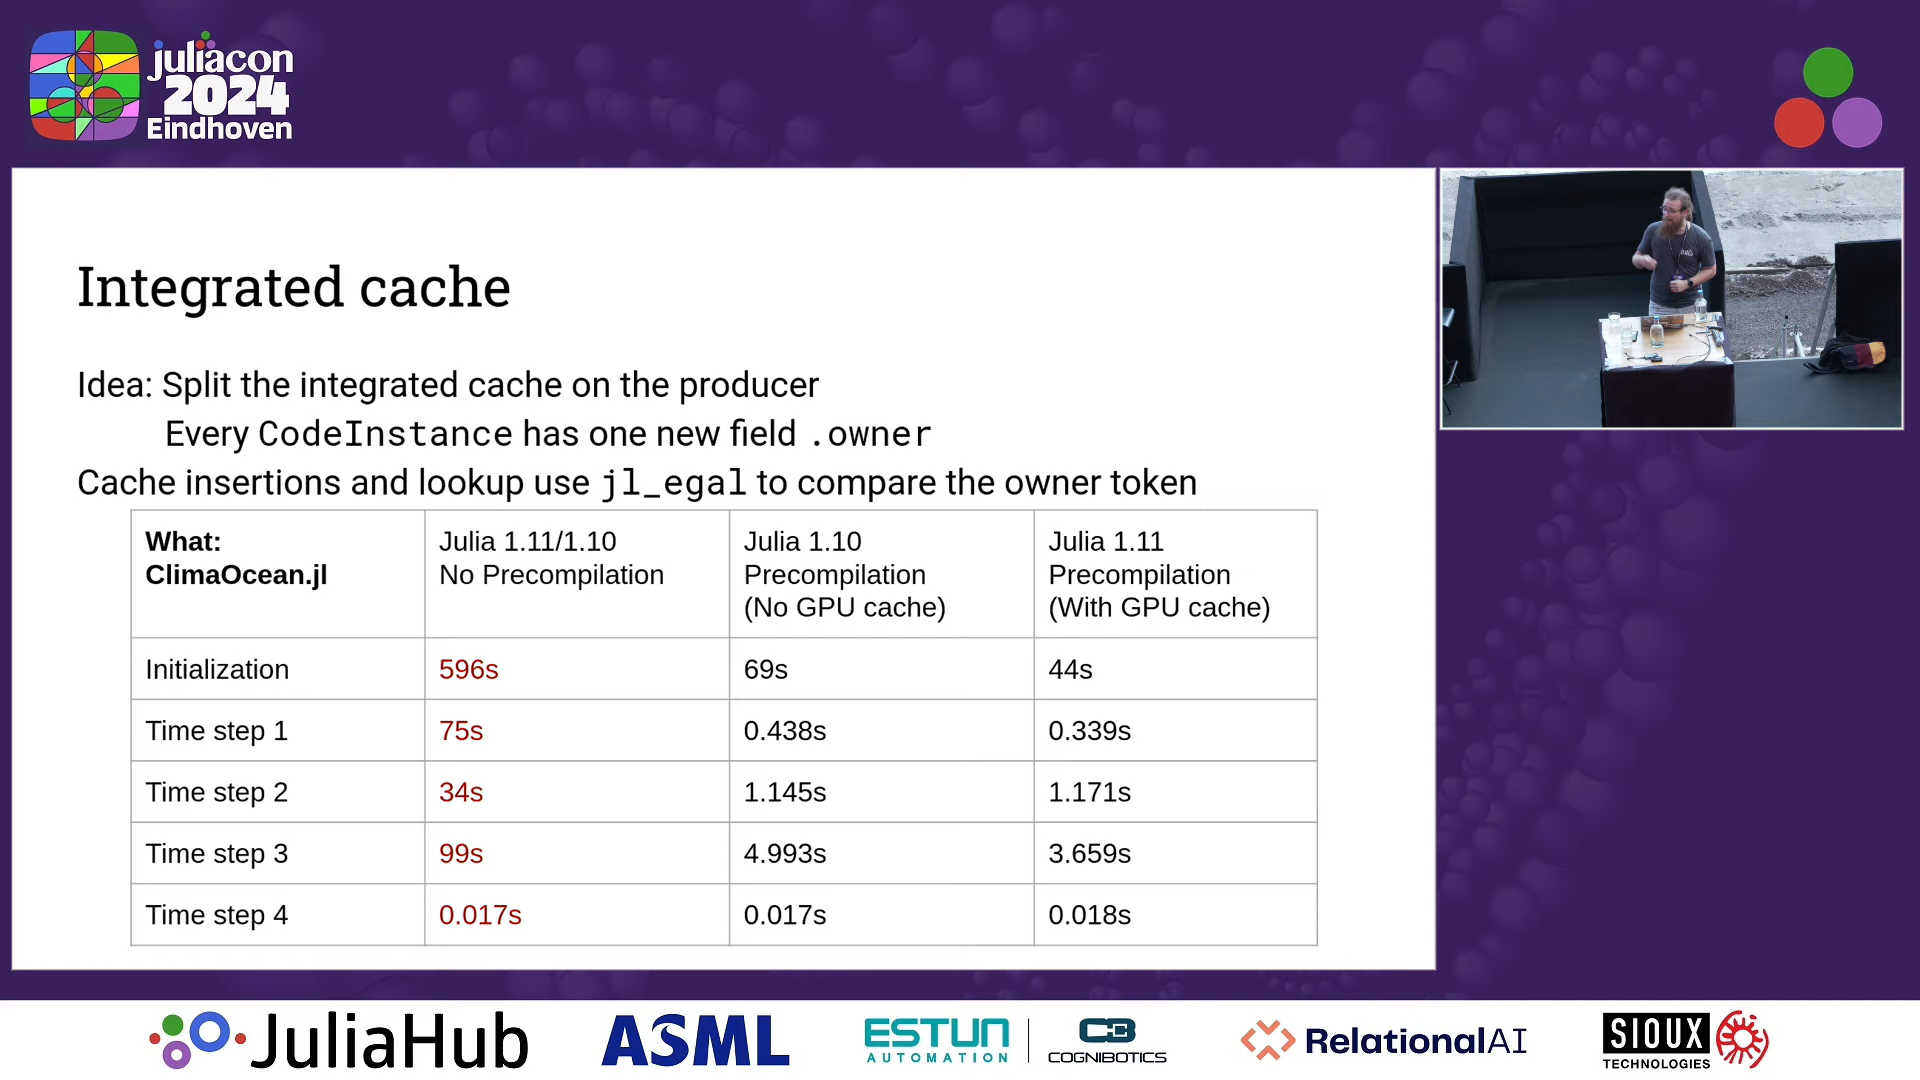 juliacon
2024
Eindhoven
Integrated cache
Idea: Split the integrated cache on the producer
Every CodeInstance has one new field .owner
Cache insertions and lookup use jl_egal to compare the owner token
What:
ClimaOcean.jl
Julia 1.11/1.10
No Precompilation
Julia 1.10
Precompilation
(No GPU cache)
Julia 1.11
Precompilation
(With GPU cache)
Initialization 596s 69s 44s
Time step 1 75s 0.438s 0.339s
Time step 2 34s 1.145s 1.171s
Time step 3 99s 4.993s 3.659s
Time step 4 0.017s 0.017s 0.018s
JuliaHub
ASML
ESTUN
AUTOMATION
COGNIBOTICS
RelationalAI
SIOUX
TECHNOLOGIES